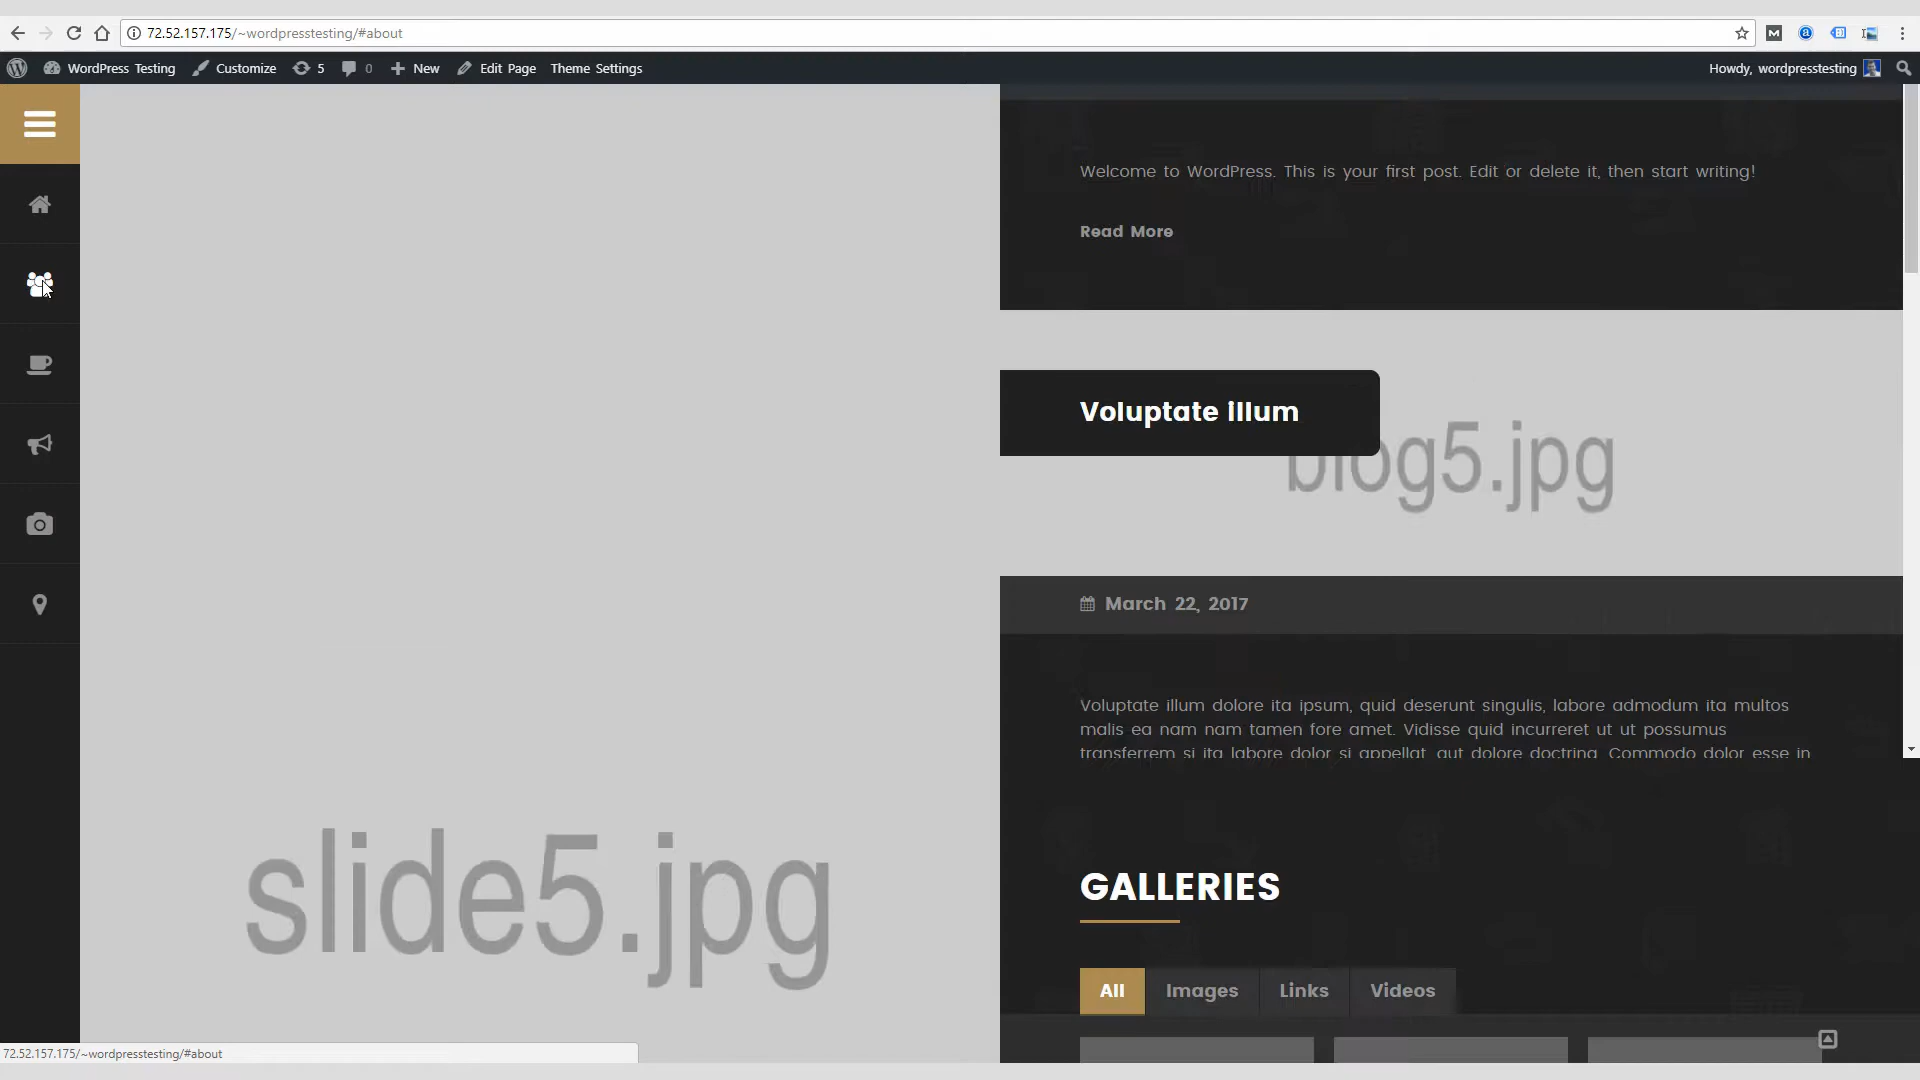 72.52.157.175/~wordpresstesting/#about
WordPress Testing Customize 5 0 New Edit Page Theme Settings Howdy, wordpresstesting
Welcome to WordPress. This is your first post. Edit or delete it, then start writing!
Read More
Voluptate illum
blog5.jpg
March 22, 2017
Voluptate illum dolore ita ipsum, quid deserunt singulis, labore admodum ita multos
malis ea nam nam tamen fore amet. Vidisse quid incurreret ut ut possumus
transferrem si ita labore dolor si appellat, aut dolore doctrina. Commodo dolor esse in
slide5.jpg
GALLERIES
All Images Links Videos
72.52.157.175/~wordpresstesting/#about